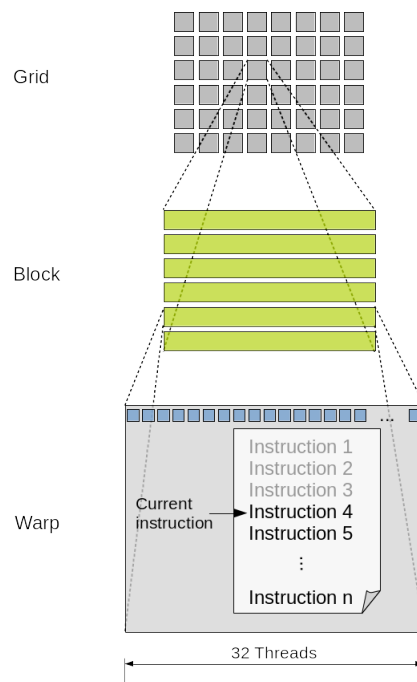 Grid
Block
...
Instruction 1
Instruction 2
Instruction 3
Current
instruction
Instruction 4
Instruction 5
⋮
Instruction n
Warp
32 Threads